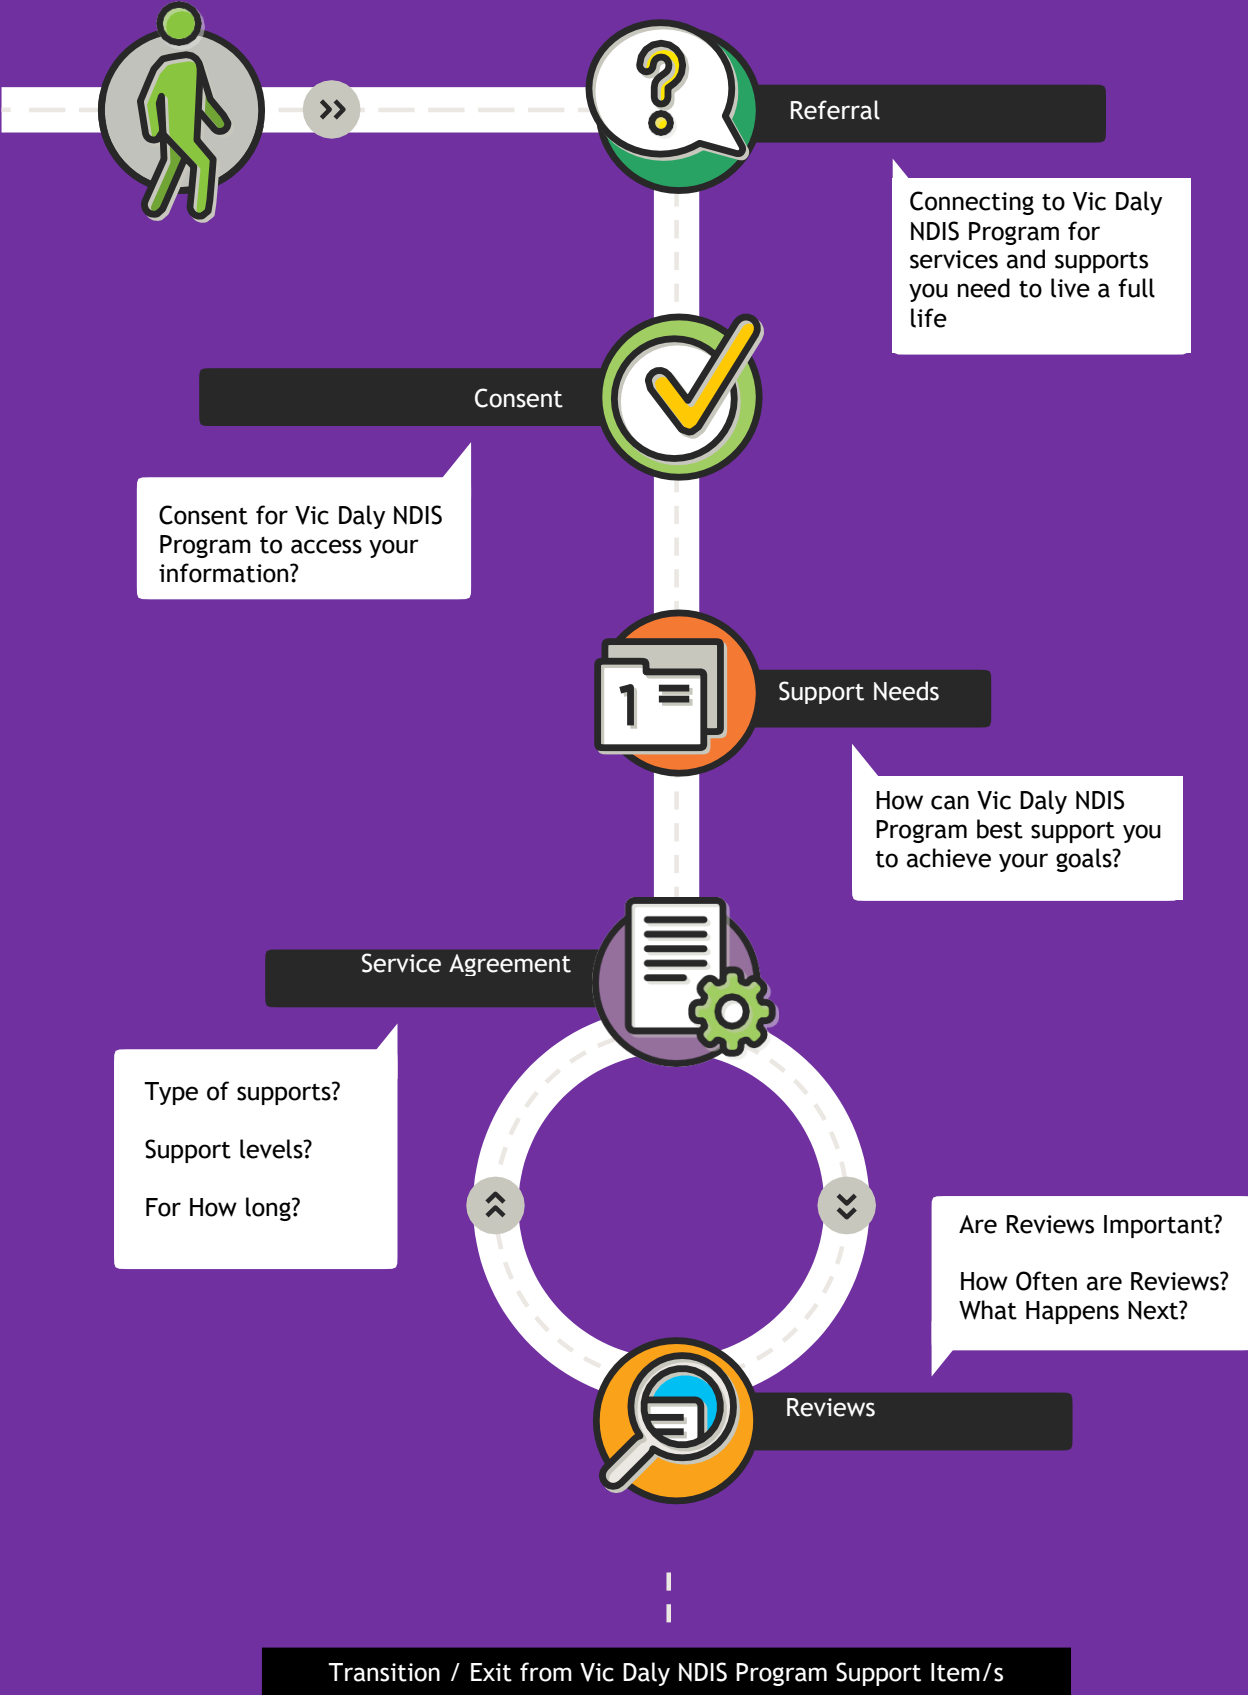 Referral
Connecting to Vic Daly
NDIS Program for
services and supports
you need to live a full
life
Consent
Consent for Vic Daly NDIS
Program to access your
information?
1
Support Needs
How can Vic Daly NDIS
Program best support you
to achieve your goals?
Service Agreement
Type of supports?
Support levels?
For How long?
Are Reviews Important?
How Often are Reviews?
What Happens Next?
Reviews
Transition / Exit from Vic Daly NDIS Program Support Item/s